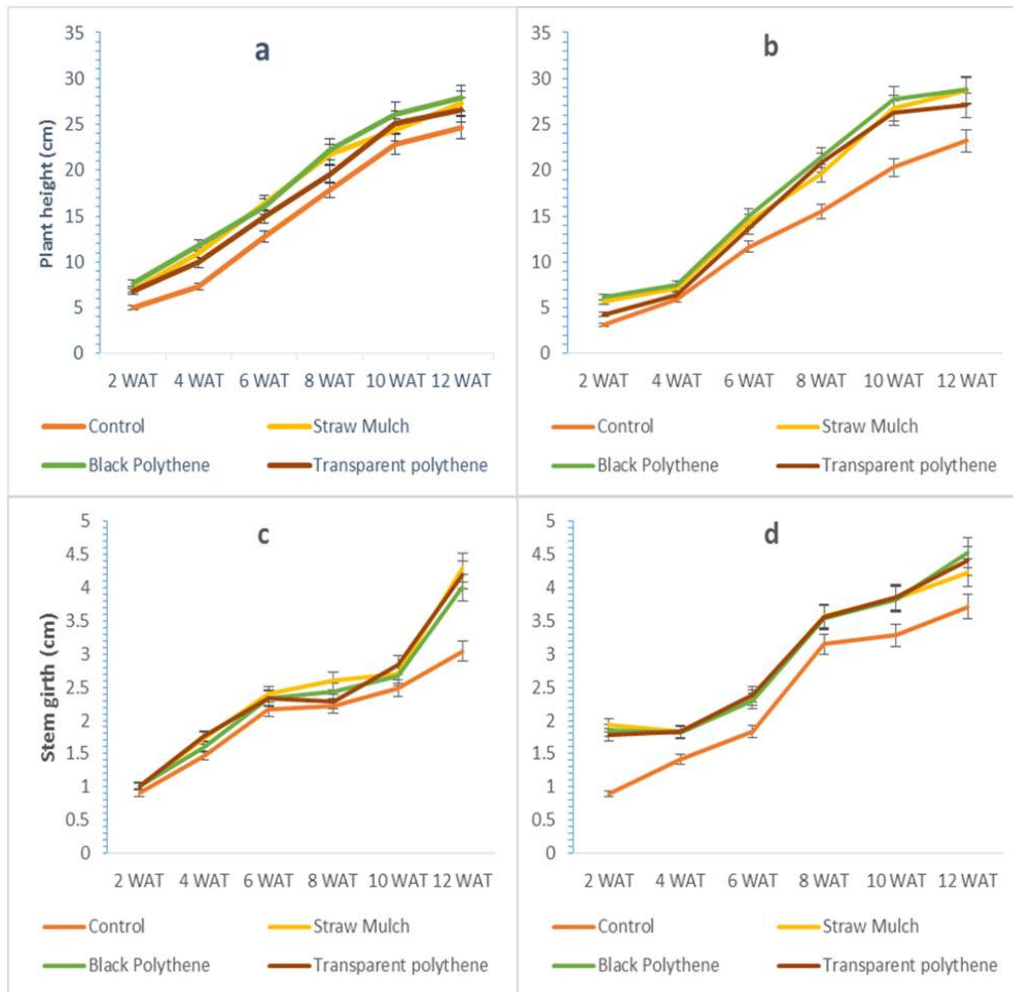 a
Plant height (cm)
35
30
25
20
15
10
5
0
2 WAT 4 WAT 6 WAT 8 WAT 10 WAT 12 WAT
Control Straw Mulch
Black Polythene Transparent polythene
b
35
30
25
20
15
10
5
0
2 WAT 4 WAT 6 WAT 8 WAT 10 WAT 12 WAT
Control Straw Mulch
Black Polythene Transparent polythene
c
Stem girth (cm)
5
4.5
4
3.5
3
2.5
2
1.5
1
0.5
0
2 WAT 4 WAT 6 WAT 8 WAT 10 WAT 12 WAT
Control Straw Mulch
Black Polythene Transparent polythene
d
5
4.5
4
3.5
3
2.5
2
1.5
1
0.5
0
2 WAT 4 WAT 6 WAT 8 WAT 10 WAT 12 WAT
Control Straw Mulch
Black Polythene Transparent polythene